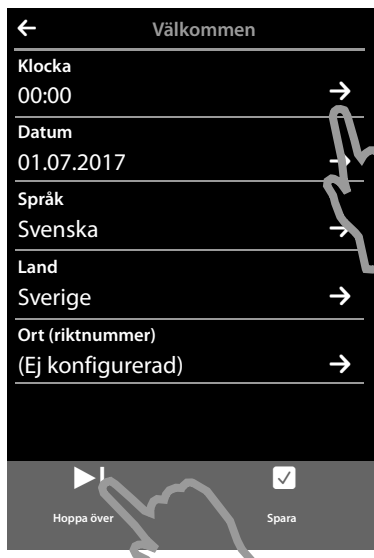 Välkommen
Klocka
00:00
Datum
01.07.2017
Språk
Svenska
Land
Sverige
Ort (riktnummer)
(Ej konfigurerad)
Hoppa över
Spara